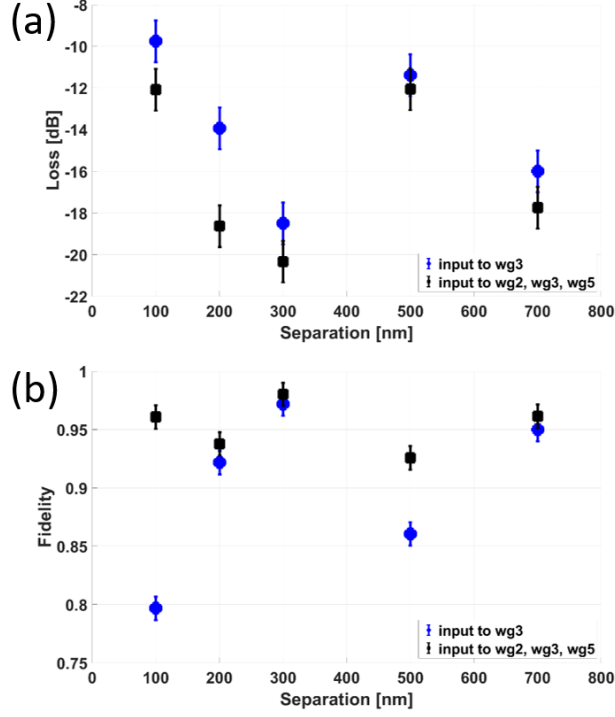 (a)
Loss [dB]
-8
-10
-12
-14
-16
-18
-20
-22
0 100 200 300 400 500 600 700 800
Separation [nm]
input to wg3
input to wg2, wg3, wg5
(b)
Fidelity
1
0.95
0.9
0.85
0.8
0.75
0 100 200 300 400 500 600 700 800
Separation [nm]
input to wg3
input to wg2, wg3, wg5